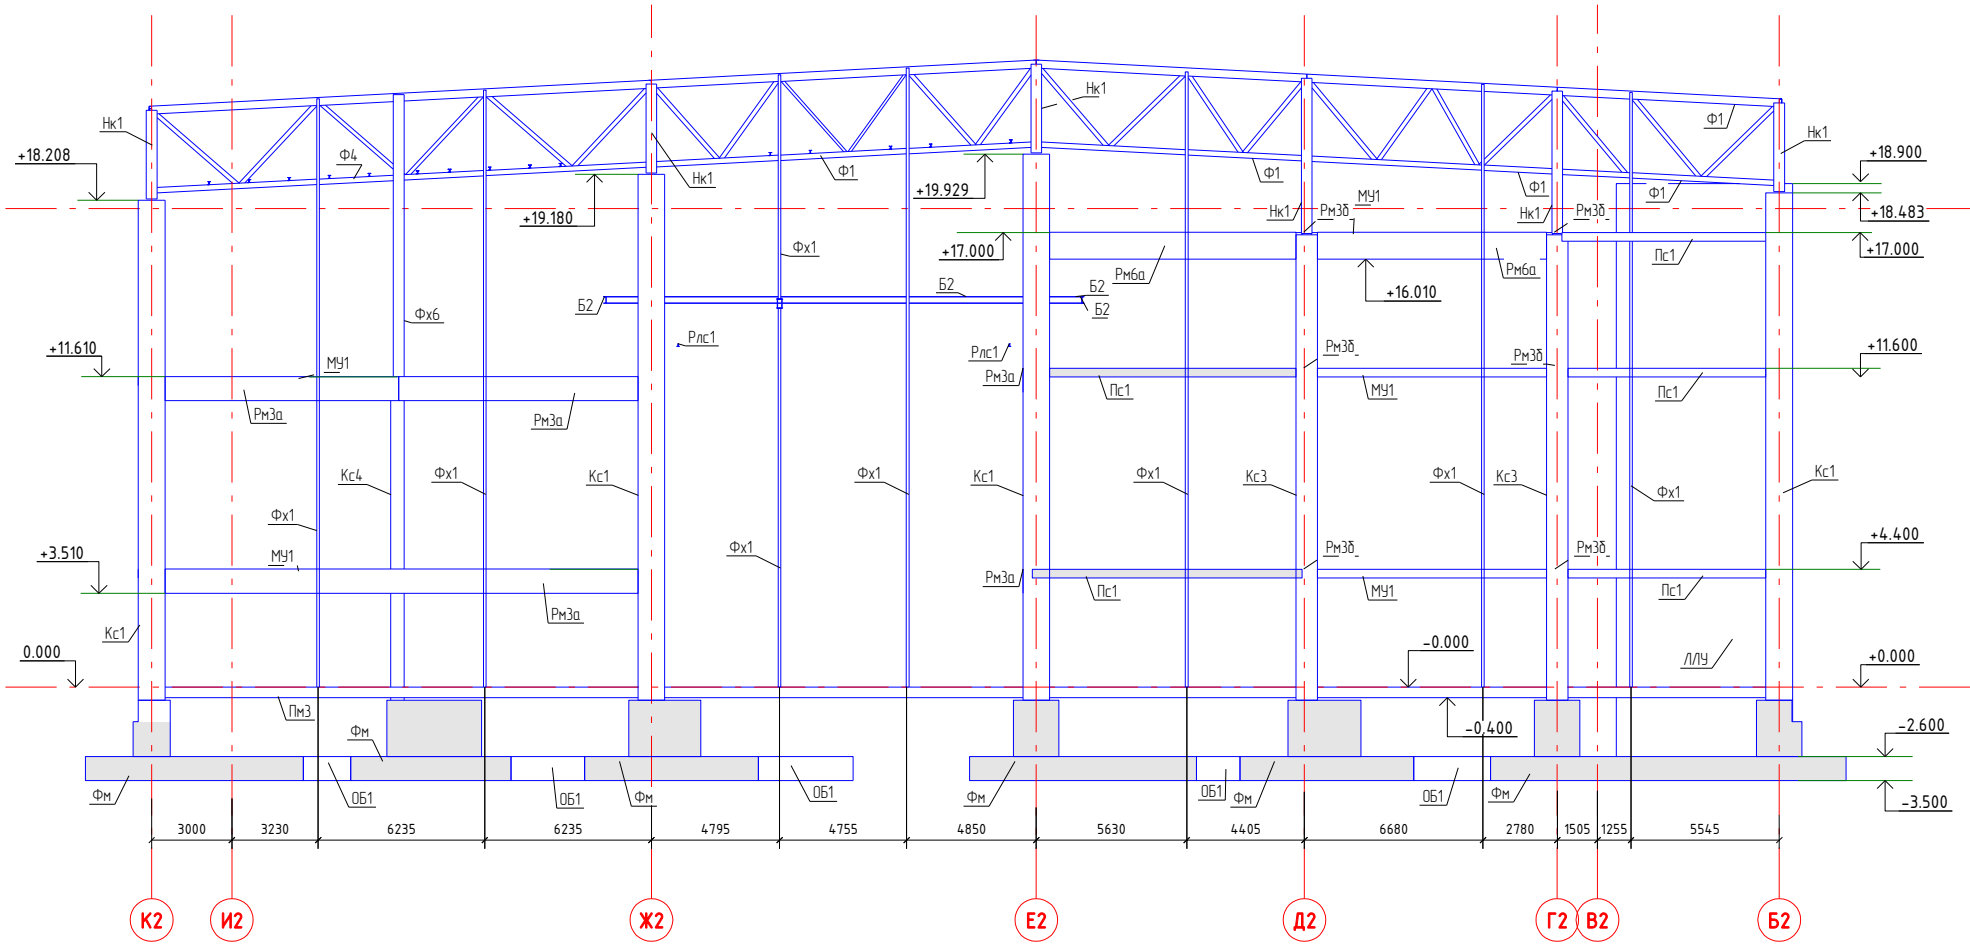 Нк1
Нк1
Ф1
Нк1
+18.208
Ф4
Нк1
Ф1
+19.929
Ф1
Ф1
Ф1
+18.900
+19.180
Нк1
Рм3б
МУ1
Нк1
Рм3б
+18.483
Фх1
+17.000
Рм6а
Рм6а
Пс1
+17.000
Б2
Б2
Б2
Б2
+16.010
Фх6
+11.610
МУ1
Рлс1
Рлс1
Рм3б
Рм3б
+11.600
Рм3а
Рм3а
Рм3а
Пс1
МУ1
Пс1
Кс4
Фх1
Кс1
Фх1
Кс1
Фх1
Кс3
Фх1
Кс3
Фх1
Кс1
Фх1
+3.510
МУ1
Фх1
Рм3б
Рм3б
+4.400
Рм3а
Рм3а
Пс1
МУ1
Пс1
Кс1
0.000
-0.000
ЛЛУ
+0.000
Пм3
Фм
-0.400
-2.600
Фм
ОБ1
ОБ1
Фм
ОБ1
Фм
ОБ1
Фм
ОБ1
Фм
-3.500
3000 3230 6235 6235 4795 4755 4850 5630 4405 6680 2780 1505 1255 5545
К2 И2 Ж2 Е2 Д2 Г2 В2 Б2